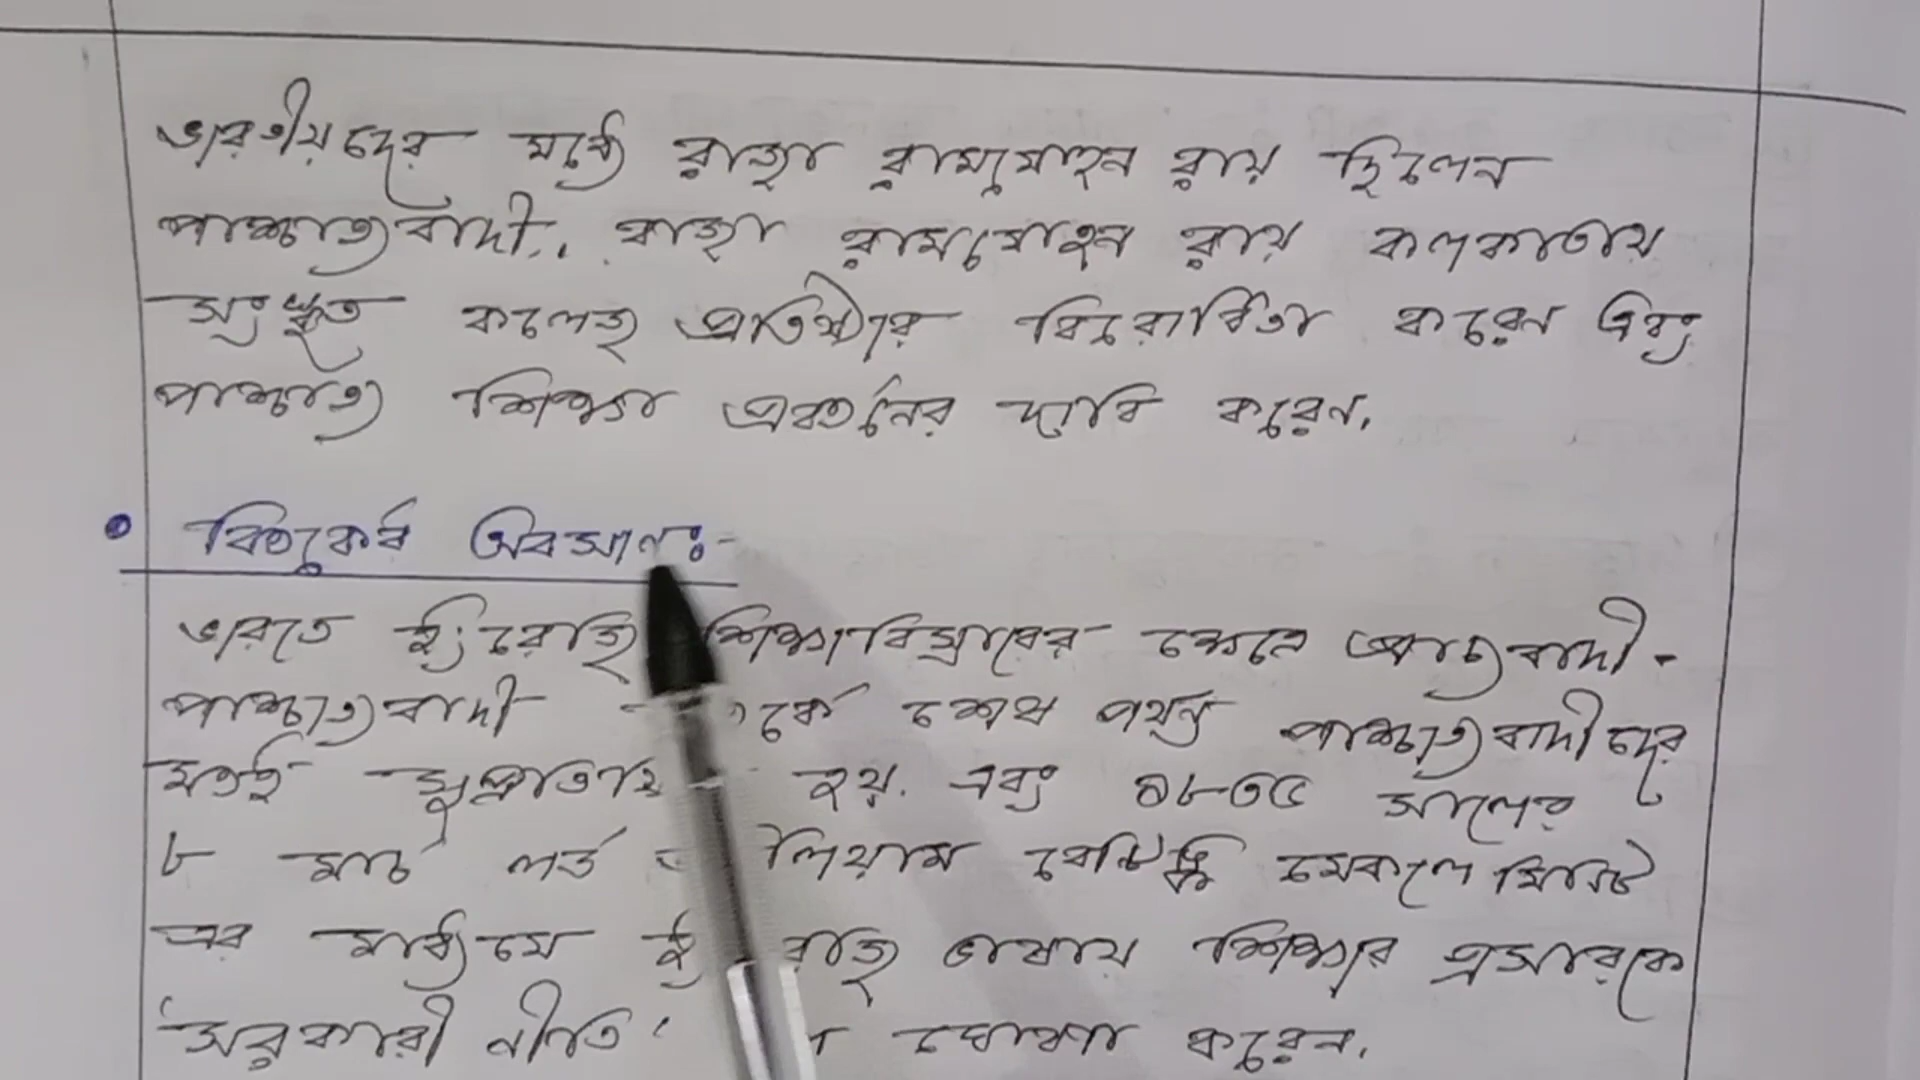 ভারতীয়দের মধ্যে রাজা রামমোহন রায় ছিলেন
পাশ্চাত্যবাদী. রাজা রামমোহন রায় কলকাতায়
সংস্কৃত কলেজ প্রতিষ্ঠার বিরোধিতা করেন এবং
পাশ্চাত্য শিক্ষা প্রবর্তনের দাবি করেন.
• বিতর্কের অবসান:-
ভারতে ইংরেজি শিক্ষাবিস্তারের ক্ষেত্রে প্রাচ্যবাদী -
পাশ্চাত্যবাদী শেষ পর্যন্ত পাশ্চাত্যবাদীদের
মতই হয়. এবং ১৮৩৫ সালের
৮ মার্চ লর্ড বেন্টিঙ্ক মেকলে মিনিট
এর মাধ্যমে ভাষায় শিক্ষার প্রসারকে
সরকারী নীতি ঘোষণা করেন.